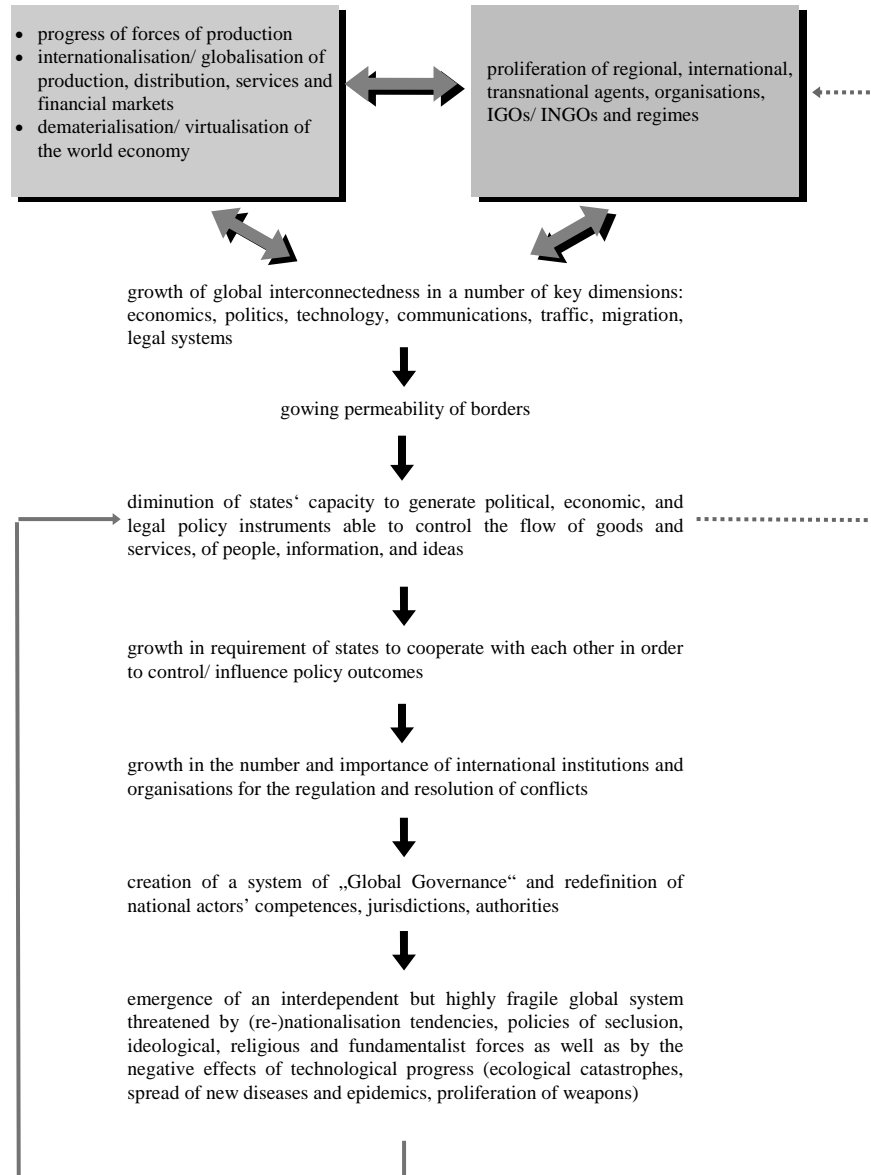 • progress of forces of production
• internationalisation/ globalisation of
production, distribution, services and
financial markets
• dematerialisation/ virtualisation of
the world economy
proliferation of regional, international,
transnational agents, organisations,
IGOs/ INGOs and regimes
growth of global interconnectedness in a number of key dimensions:
economics, politics, technology, communications, traffic, migration,
legal systems
gowing permeability of borders
diminution of states‘ capacity to generate political, economic, and
legal policy instruments able to control the flow of goods and
services, of people, information, and ideas
growth in requirement of states to cooperate with each other in order
to control/ influence policy outcomes
growth in the number and importance of international institutions and
organisations for the regulation and resolution of conflicts
creation of a system of „Global Governance“ and redefinition of
national actors’ competences, jurisdictions, authorities
emergence of an interdependent but highly fragile global system
threatened by (re-)nationalisation tendencies, policies of seclusion,
ideological, religious and fundamentalist forces as well as by the
negative effects of technological progress (ecological catastrophes,
spread of new diseases and epidemics, proliferation of weapons)